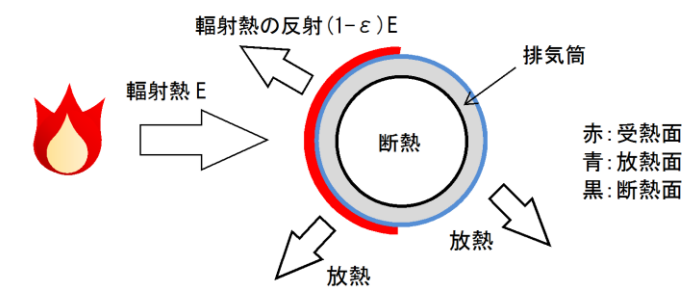 輻射熱の反射(1-ε)E
排気筒
輻射熱 E
断熱
赤:受熱面
青:放熱面
黒:断熱面
放熱
放熱